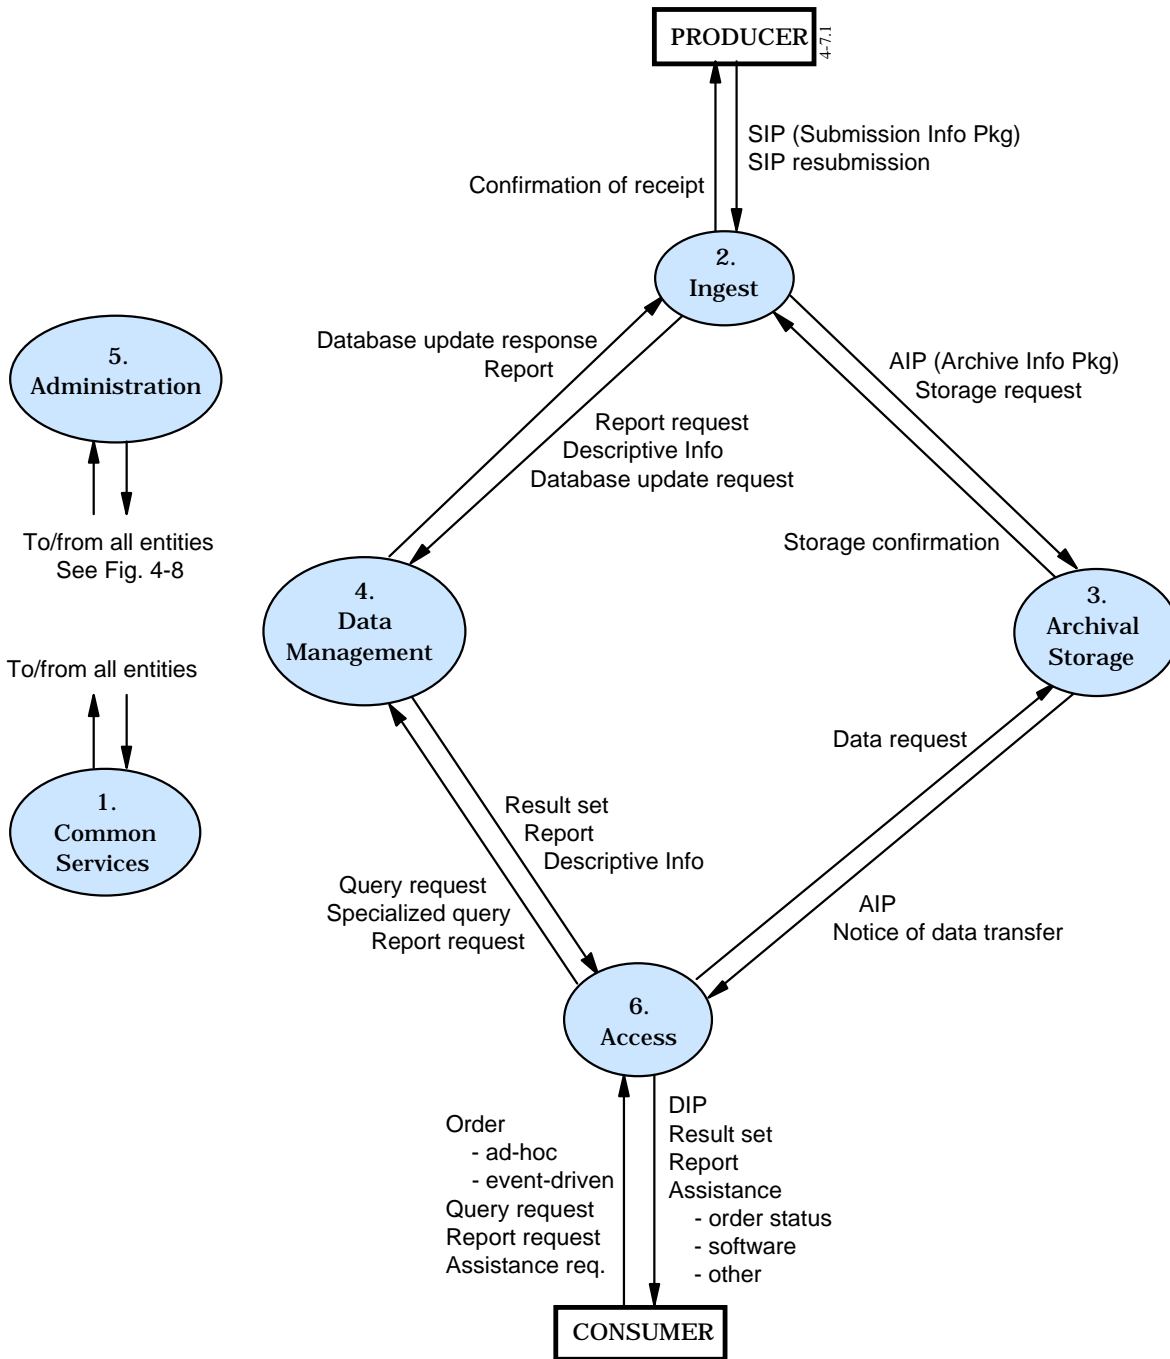 PRODUCER
4-7.1
SIP (Submission Info Pkg)
SIP resubmission
Confirmation of receipt
2.
Ingest
Database update response
Report
AIP (Archive Info Pkg)
Storage request
5.
Administration
Report request
Descriptive Info
Database update request
To/from all entities
See Fig. 4-8
Storage confirmation
4.
Data
Management
3.
Archival
Storage
To/from all entities
Data request
1.
Common
Services
Result set
Report
Descriptive Info
Query request
Specialized query
Report request
AIP
Notice of data transfer
6.
Access
Order
- ad-hoc
- event-driven
Query request
Report request
Assistance req.
DIP
Result set
Report
Assistance
- order status
- software
- other
CONSUMER